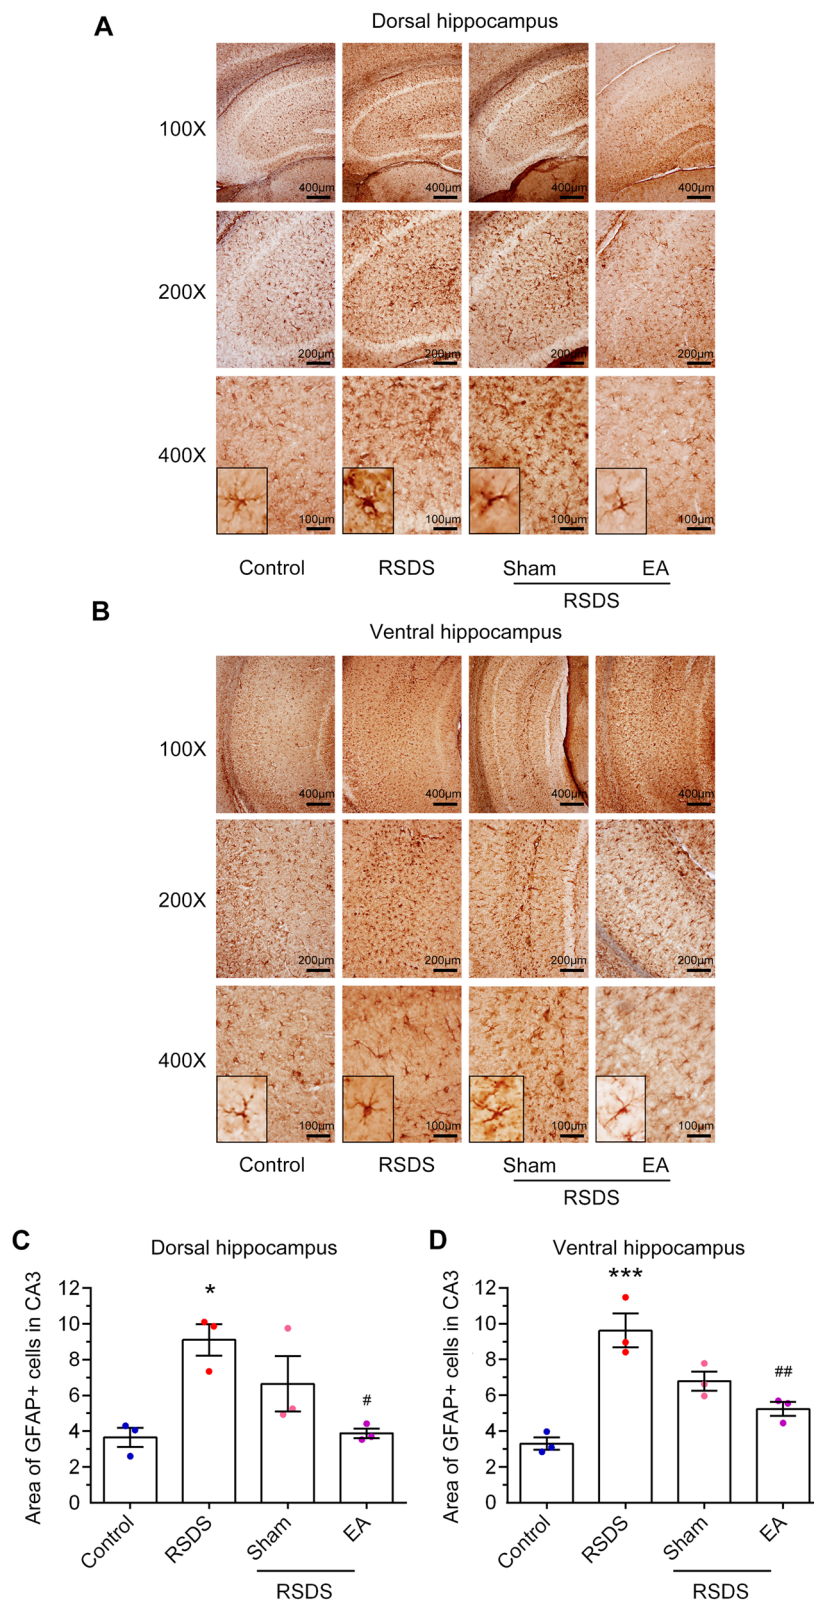 A
Dorsal hippocampus
100X
400μm 400μm 400μm 400μm
200X
200μm 200μm 200μm 200μm
400X
100μm 100μm 100μm 100μm
Control RSDS Sham EA
RSDS
B
Ventral hippocampus
100X
400μm 400μm 400μm 400μm
200X
200μm 200μm 200μm 200μm
400X
100μm 100μm 100μm 100μm
Control RSDS Sham EA
RSDS
C
Dorsal hippocampus
Area of GFAP+ cells in CA3
12
10
8
6
4
2
0
*
#
Control RSDS Sham EA
RSDS
D
Ventral hippocampus
Area of GFAP+ cells in CA3
12
10
8
6
4
2
0
***
##
Control RSDS Sham EA
RSDS